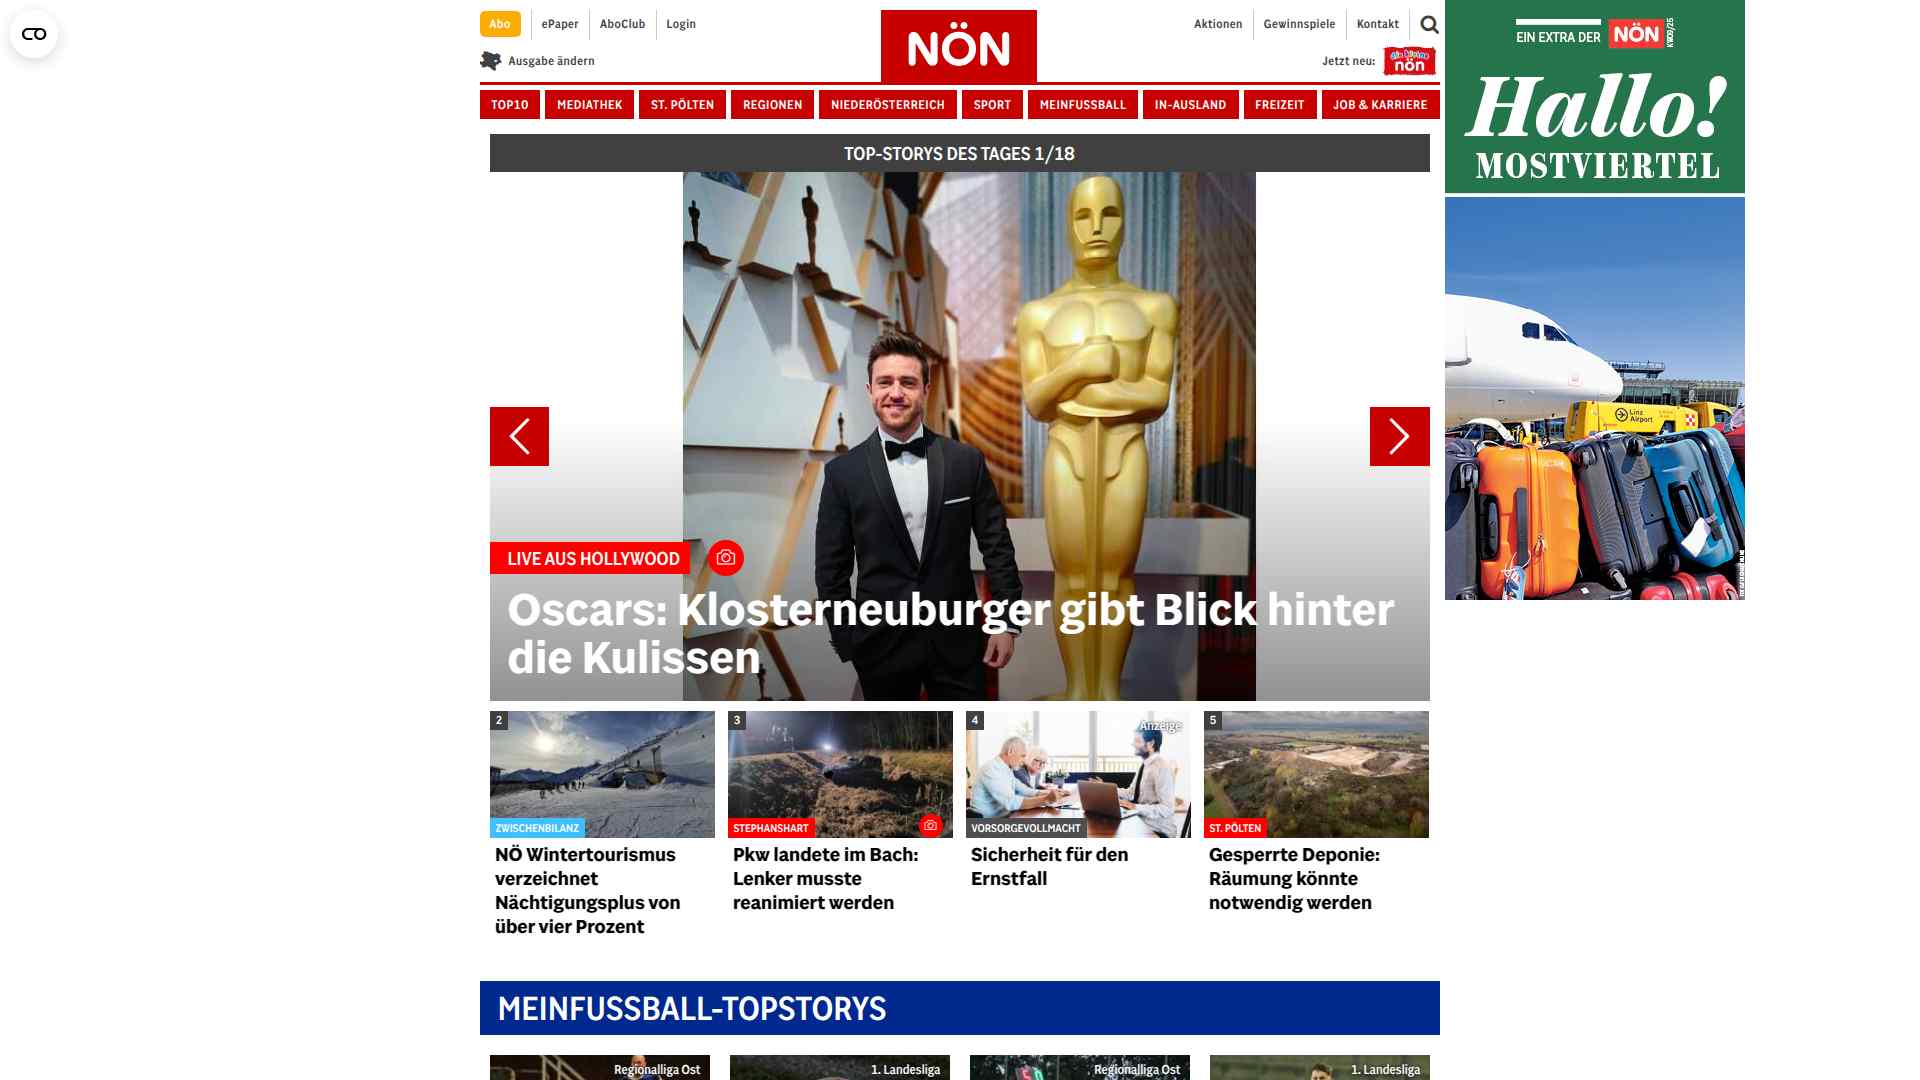 Abo
ePaper
AboClub
Login
Ausgabe ändern
NÖN
Aktionen
Gewinnspiele
Kontakt
Jetzt neu:
nön
TOP10
MEDIATHEK
ST. PÖLTEN
REGIONEN
NIEDERÖSTERREICH
SPORT
MEINFUSSBALL
IN-AUSLAND
FREIZEIT
JOB & KARRIERE
EIN EXTRA DER NÖN
KW09/25
Hallo!
MOSTVIERTEL
Linz
Airport
TOP-STORYS DES TAGES 1/18
LIVE AUS HOLLYWOOD
Oscars: Klosterneuburger gibt Blick hinter
die Kulissen
2
ZWISCHENBILANZ
NÖ Wintertourismus
verzeichnet
Nächtigungsplus von
über vier Prozent
3
STEPHANSHART
Pkw landete im Bach:
Lenker musste
reanimiert werden
4
Anzeige
VORSORGEVOLLMACHT
Sicherheit für den
Ernstfall
5
ST. PÖLTEN
Gesperrte Deponie:
Räumung könnte
notwendig werden
MEINFUSSBALL-TOPSTORYS
Regionalliga Ost
1. Landesliga
Regionalliga Ost
1. Landesliga